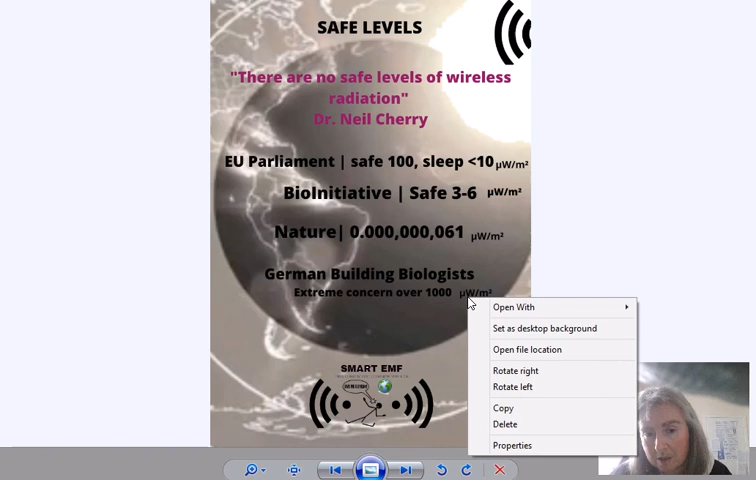 SAFE LEVELS
"There are no safe levels of wireless
radiation"
Dr. Neil Cherry
EU Parliament | safe 100, sleep <10 µW/m²
BioInitiative | Safe 3-6 µW/m²
Nature| 0.000,000,061 µW/m²
German Building Biologists
Extreme concern over 1000 µW/m²
Open With
Set as desktop background
Open file location
Rotate right
Rotate left
Copy
Delete
Properties
SMART EMF